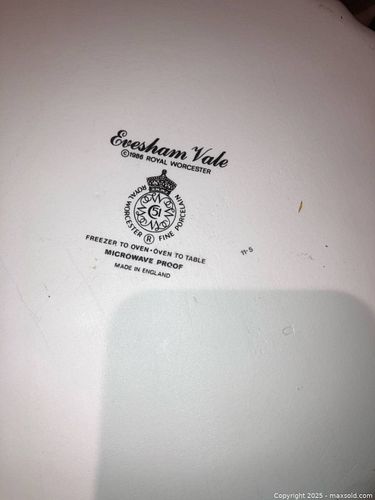 Evesham Vale
©1986 ROYAL WORCESTER
51
ROYAL WORCESTER ® FINE PORCELAIN
FREEZER TO OVEN·OVEN TO TABLE
MICROWAVE PROOF
MADE IN ENGLAND
11-5
Copyright 2025 - maxsold.com